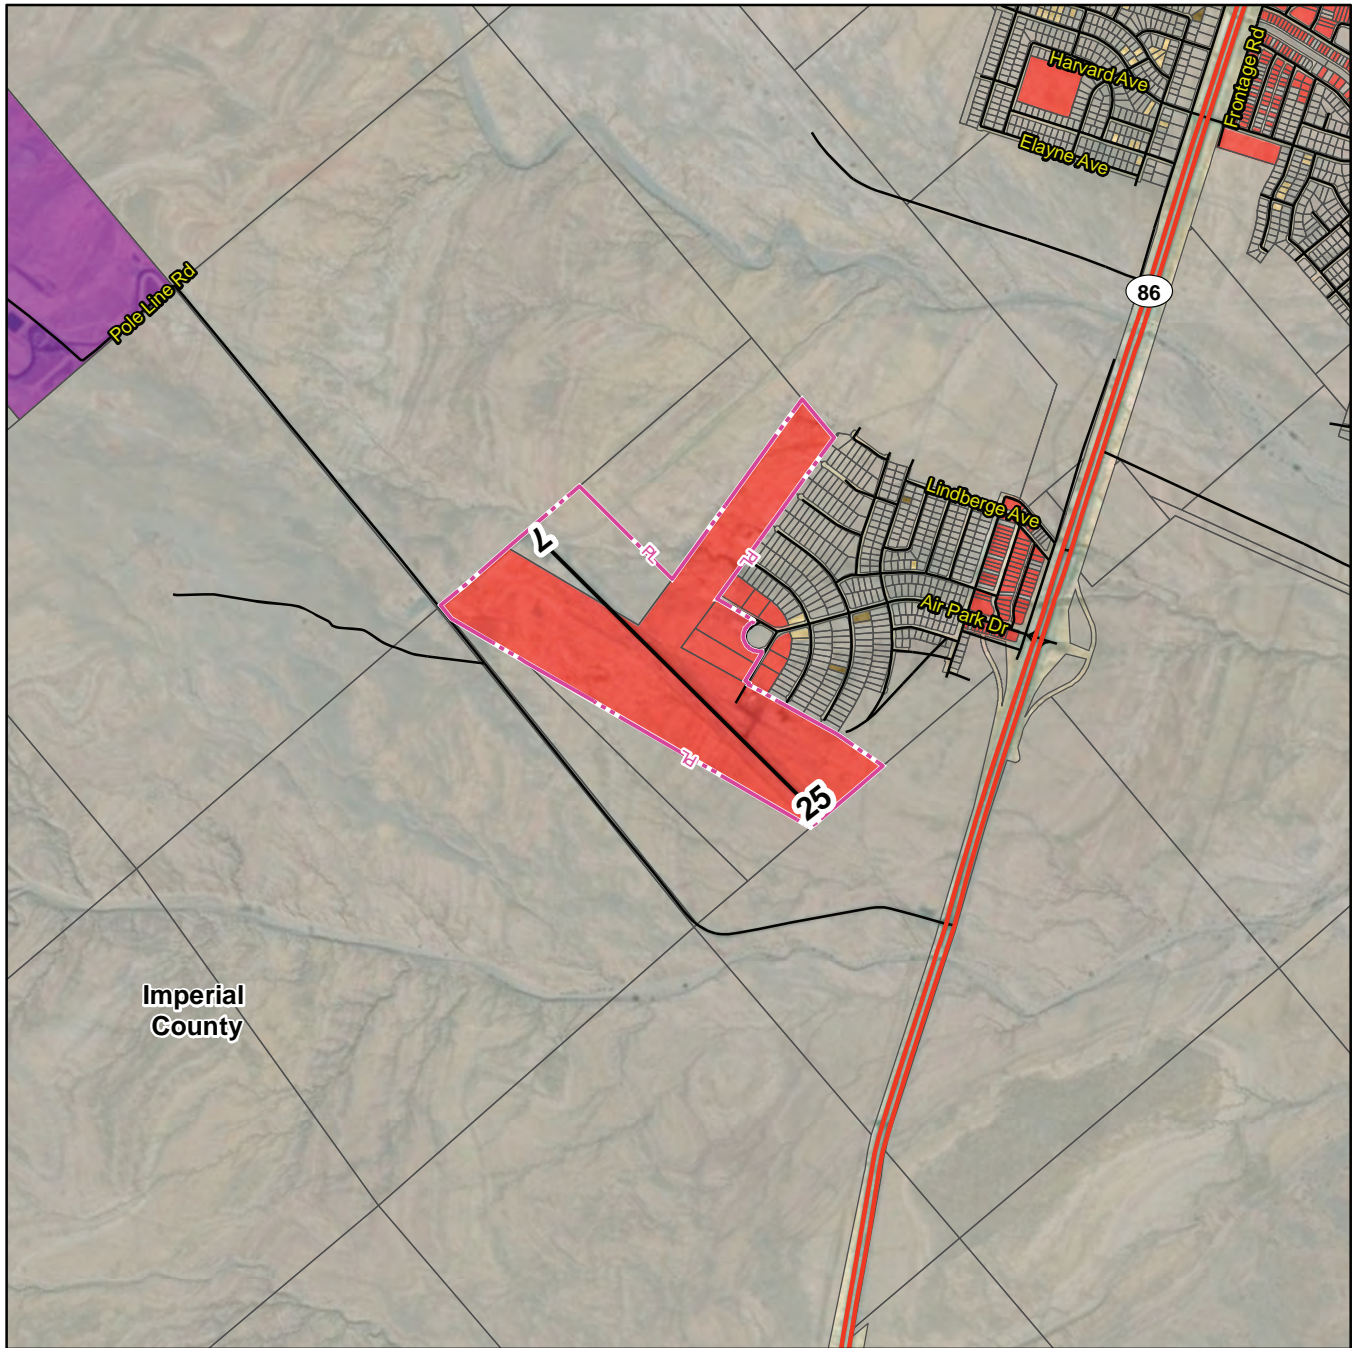 Harvard Ave
Frontage Rd
Elayne Ave
Pole Line Rd
86
Lindberge Ave
7
PL
PL
Air Park Dr
PL
25
Imperial
County